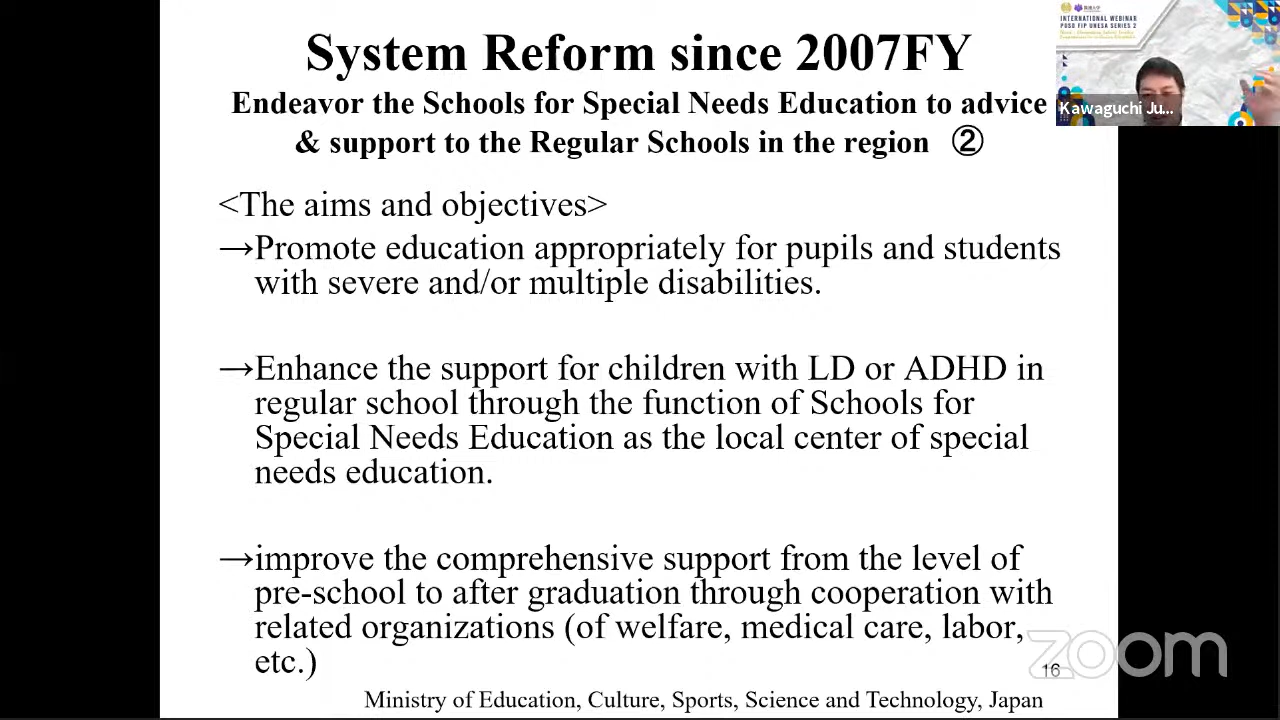 System Reform since 2007FY
Endeavor the Schools for Special Needs Education to advice
& support to the Regular Schools in the region ②
<The aims and objectives>
→Promote education appropriately for pupils and students
with severe and/or multiple disabilities.
→Enhance the support for children with LD or ADHD in
regular school through the function of Schools for
Special Needs Education as the local center of special
needs education.
→improve the comprehensive support from the level of
pre-school to after graduation through cooperation with
related organizations (of welfare, medical care, labor,
etc.)
16
Ministry of Education, Culture, Sports, Science and Technology, Japan
INTERNATIONAL WEBINAR
PUSD FIP UNESA SERIES 2
Kawaguchi Ju...
zoom